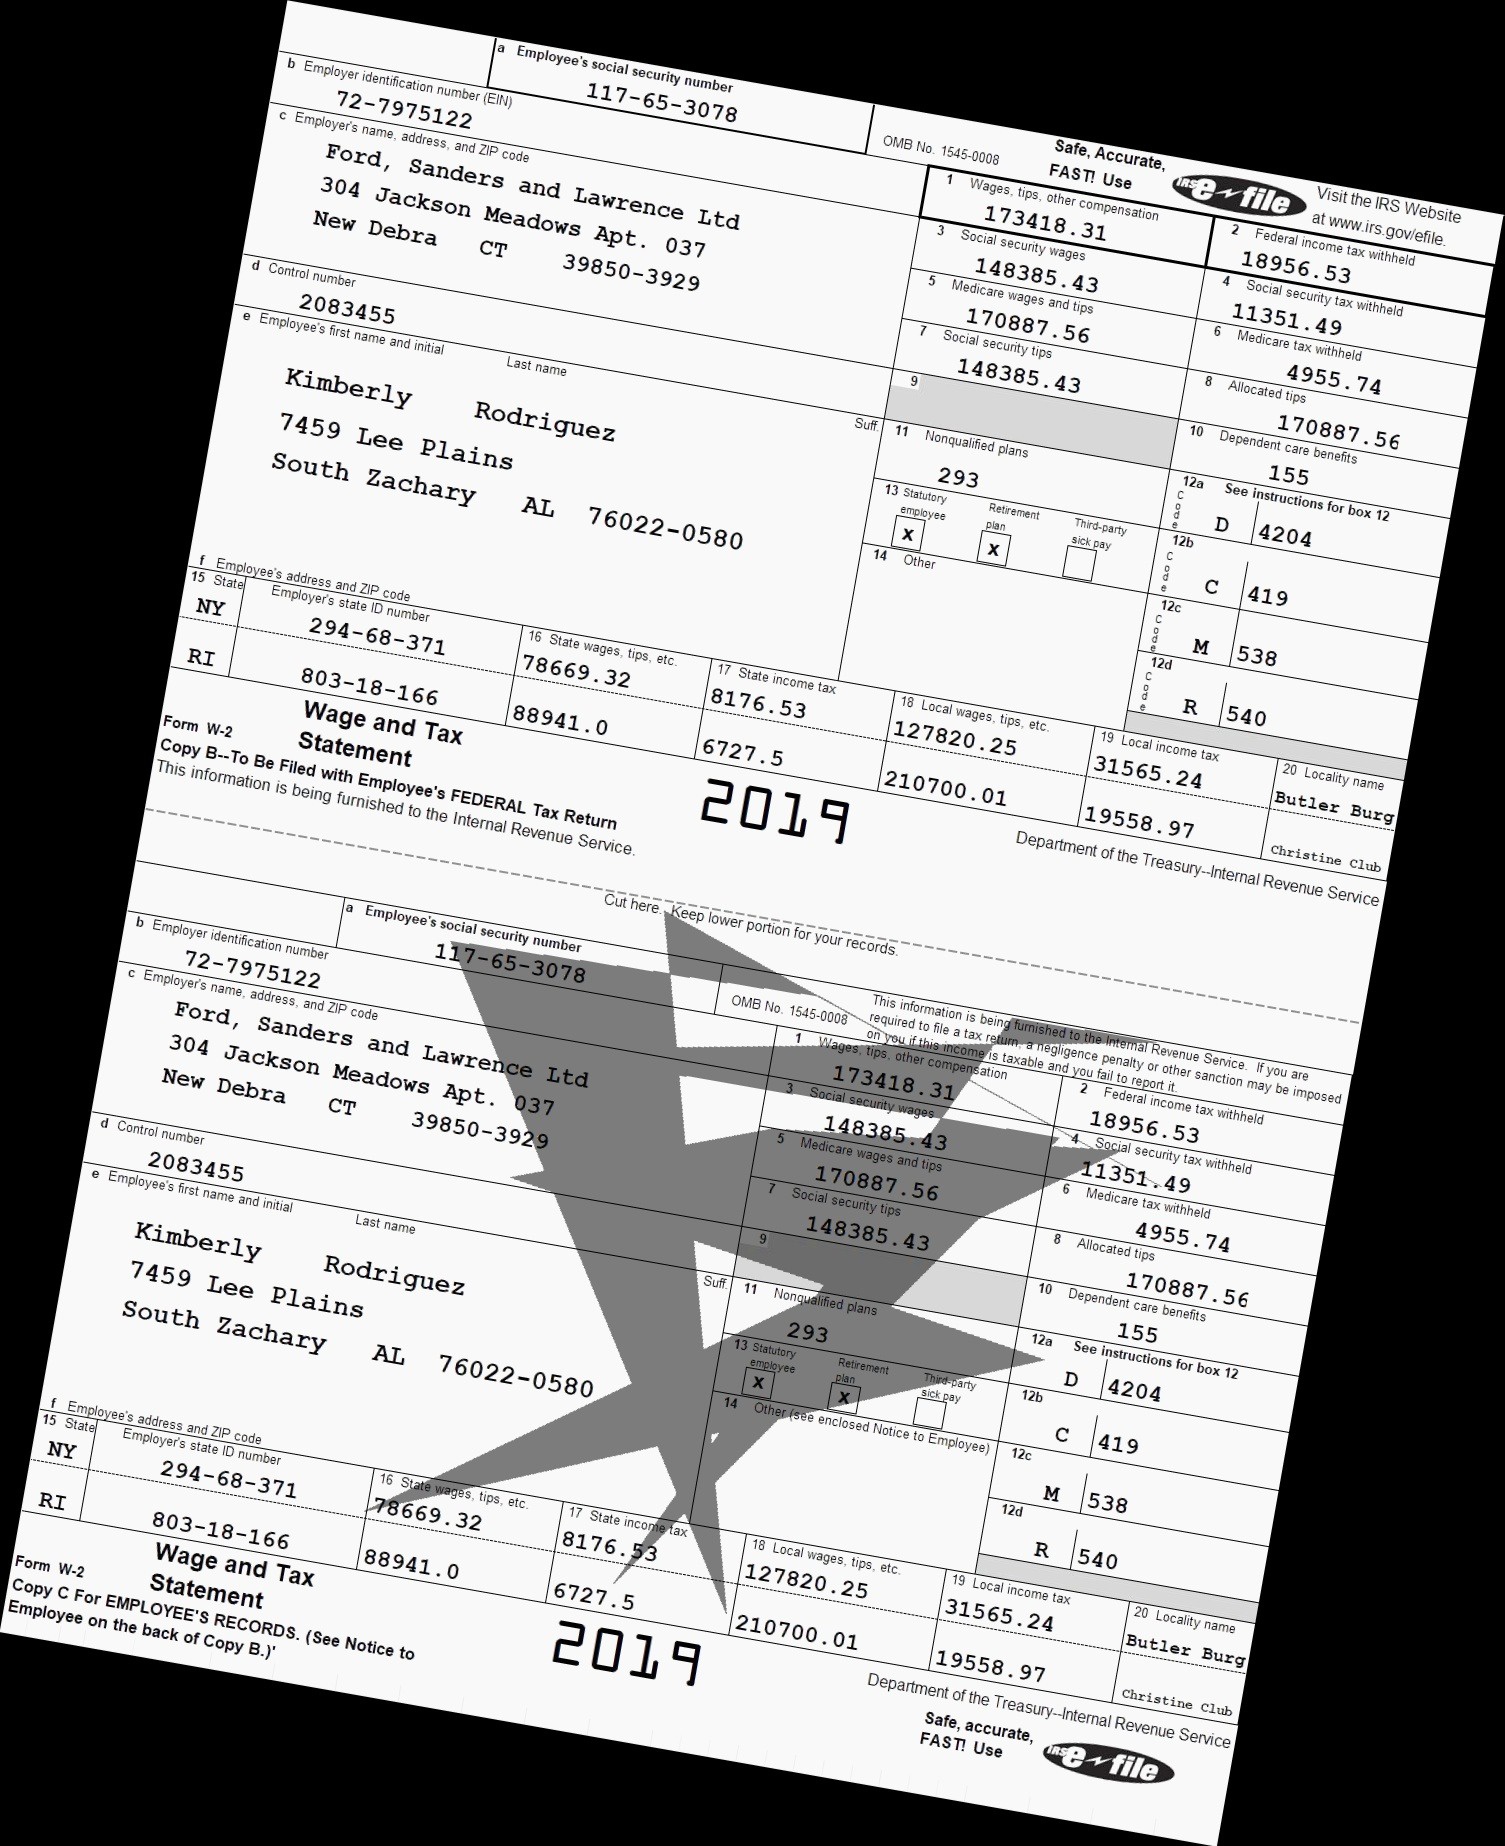 a Employee's social security number
117-65-3078
b Employer identification number (EIN)
72-7975122
OMB No. 1545-0008
Safe, Accurate,
FAST! Use
IRS e-file
Visit the IRS Website
at www.irs.gov/efile.
c Employer's name, address, and ZIP code
Ford, Sanders and Lawrence Ltd
304 Jackson Meadows Apt. 037
New Debra CT 39850-3929
1 Wages, tips, other compensation
173418.31
2 Federal income tax withheld
18956.53
3 Social security wages
148385.43
4 Social security tax withheld
11351.49
5 Medicare wages and tips
170887.56
6 Medicare tax withheld
4955.74
d Control number
2083455
7 Social security tips
148385.43
8 Allocated tips
170887.56
e Employee's first name and initial Last name Suff.
Kimberly Rodriguez
7459 Lee Plains
South Zachary AL 76022-0580
9
10 Dependent care benefits
155
11 Nonqualified plans
293
12a See instructions for box 12
Code D 4204
13 Statutory employee Retirement plan Third-party sick pay
x x
12b
Code C 419
14 Other
12c
Code M 538
12d
Code R 540
f Employee's address and ZIP code
15 State Employer's state ID number
NY 294-68-371
RI 803-18-166
16 State wages, tips, etc.
78669.32
88941.0
17 State income tax
8176.53
6727.5
18 Local wages, tips, etc.
127820.25
210700.01
19 Local income tax
31565.24
19558.97
20 Locality name
Butler Burg
Christine Club
Form W-2
Wage and Tax
Statement
2019
Copy B--To Be Filed with Employee's FEDERAL Tax Return
This information is being furnished to the Internal Revenue Service.
Department of the Treasury--Internal Revenue Service
Cut here. Keep lower portion for your records.
a Employee's social security number
117-65-3078
b Employer identification number
72-7975122
OMB No. 1545-0008
This information is being furnished to the Internal Revenue Service. If you are
required to file a tax return, a negligence penalty or other sanction may be imposed
on you if this income is taxable and you fail to report it.
c Employer's name, address, and ZIP code
Ford, Sanders and Lawrence Ltd
304 Jackson Meadows Apt. 037
New Debra CT 39850-3929
1 Wages, tips, other compensation
173418.31
2 Federal income tax withheld
18956.53
3 Social security wages
148385.43
4 Social security tax withheld
11351.49
5 Medicare wages and tips
170887.56
6 Medicare tax withheld
4955.74
d Control number
2083455
7 Social security tips
148385.43
8 Allocated tips
170887.56
e Employee's first name and initial Last name Suff.
Kimberly Rodriguez
7459 Lee Plains
South Zachary AL 76022-0580
9
10 Dependent care benefits
155
11 Nonqualified plans
293
12a See instructions for box 12
D 4204
13 Statutory employee Retirement plan Third-party sick pay
x x
12b
C 419
14 Other (see enclosed Notice to Employee)
12c
M 538
12d
R 540
f Employee's address and ZIP code
15 State Employer's state ID number
NY 294-68-371
RI 803-18-166
16 State wages, tips, etc.
78669.32
88941.0
17 State income tax
8176.53
6727.5
18 Local wages, tips, etc.
127820.25
210700.01
19 Local income tax
31565.24
19558.97
20 Locality name
Butler Burg
Christine Club
Form W-2
Wage and Tax
Statement
2019
Copy C For EMPLOYEE'S RECORDS. (See Notice to
Employee on the back of Copy B.)'
Department of the Treasury--Internal Revenue Service
Safe, accurate,
FAST! Use
IRS e-file